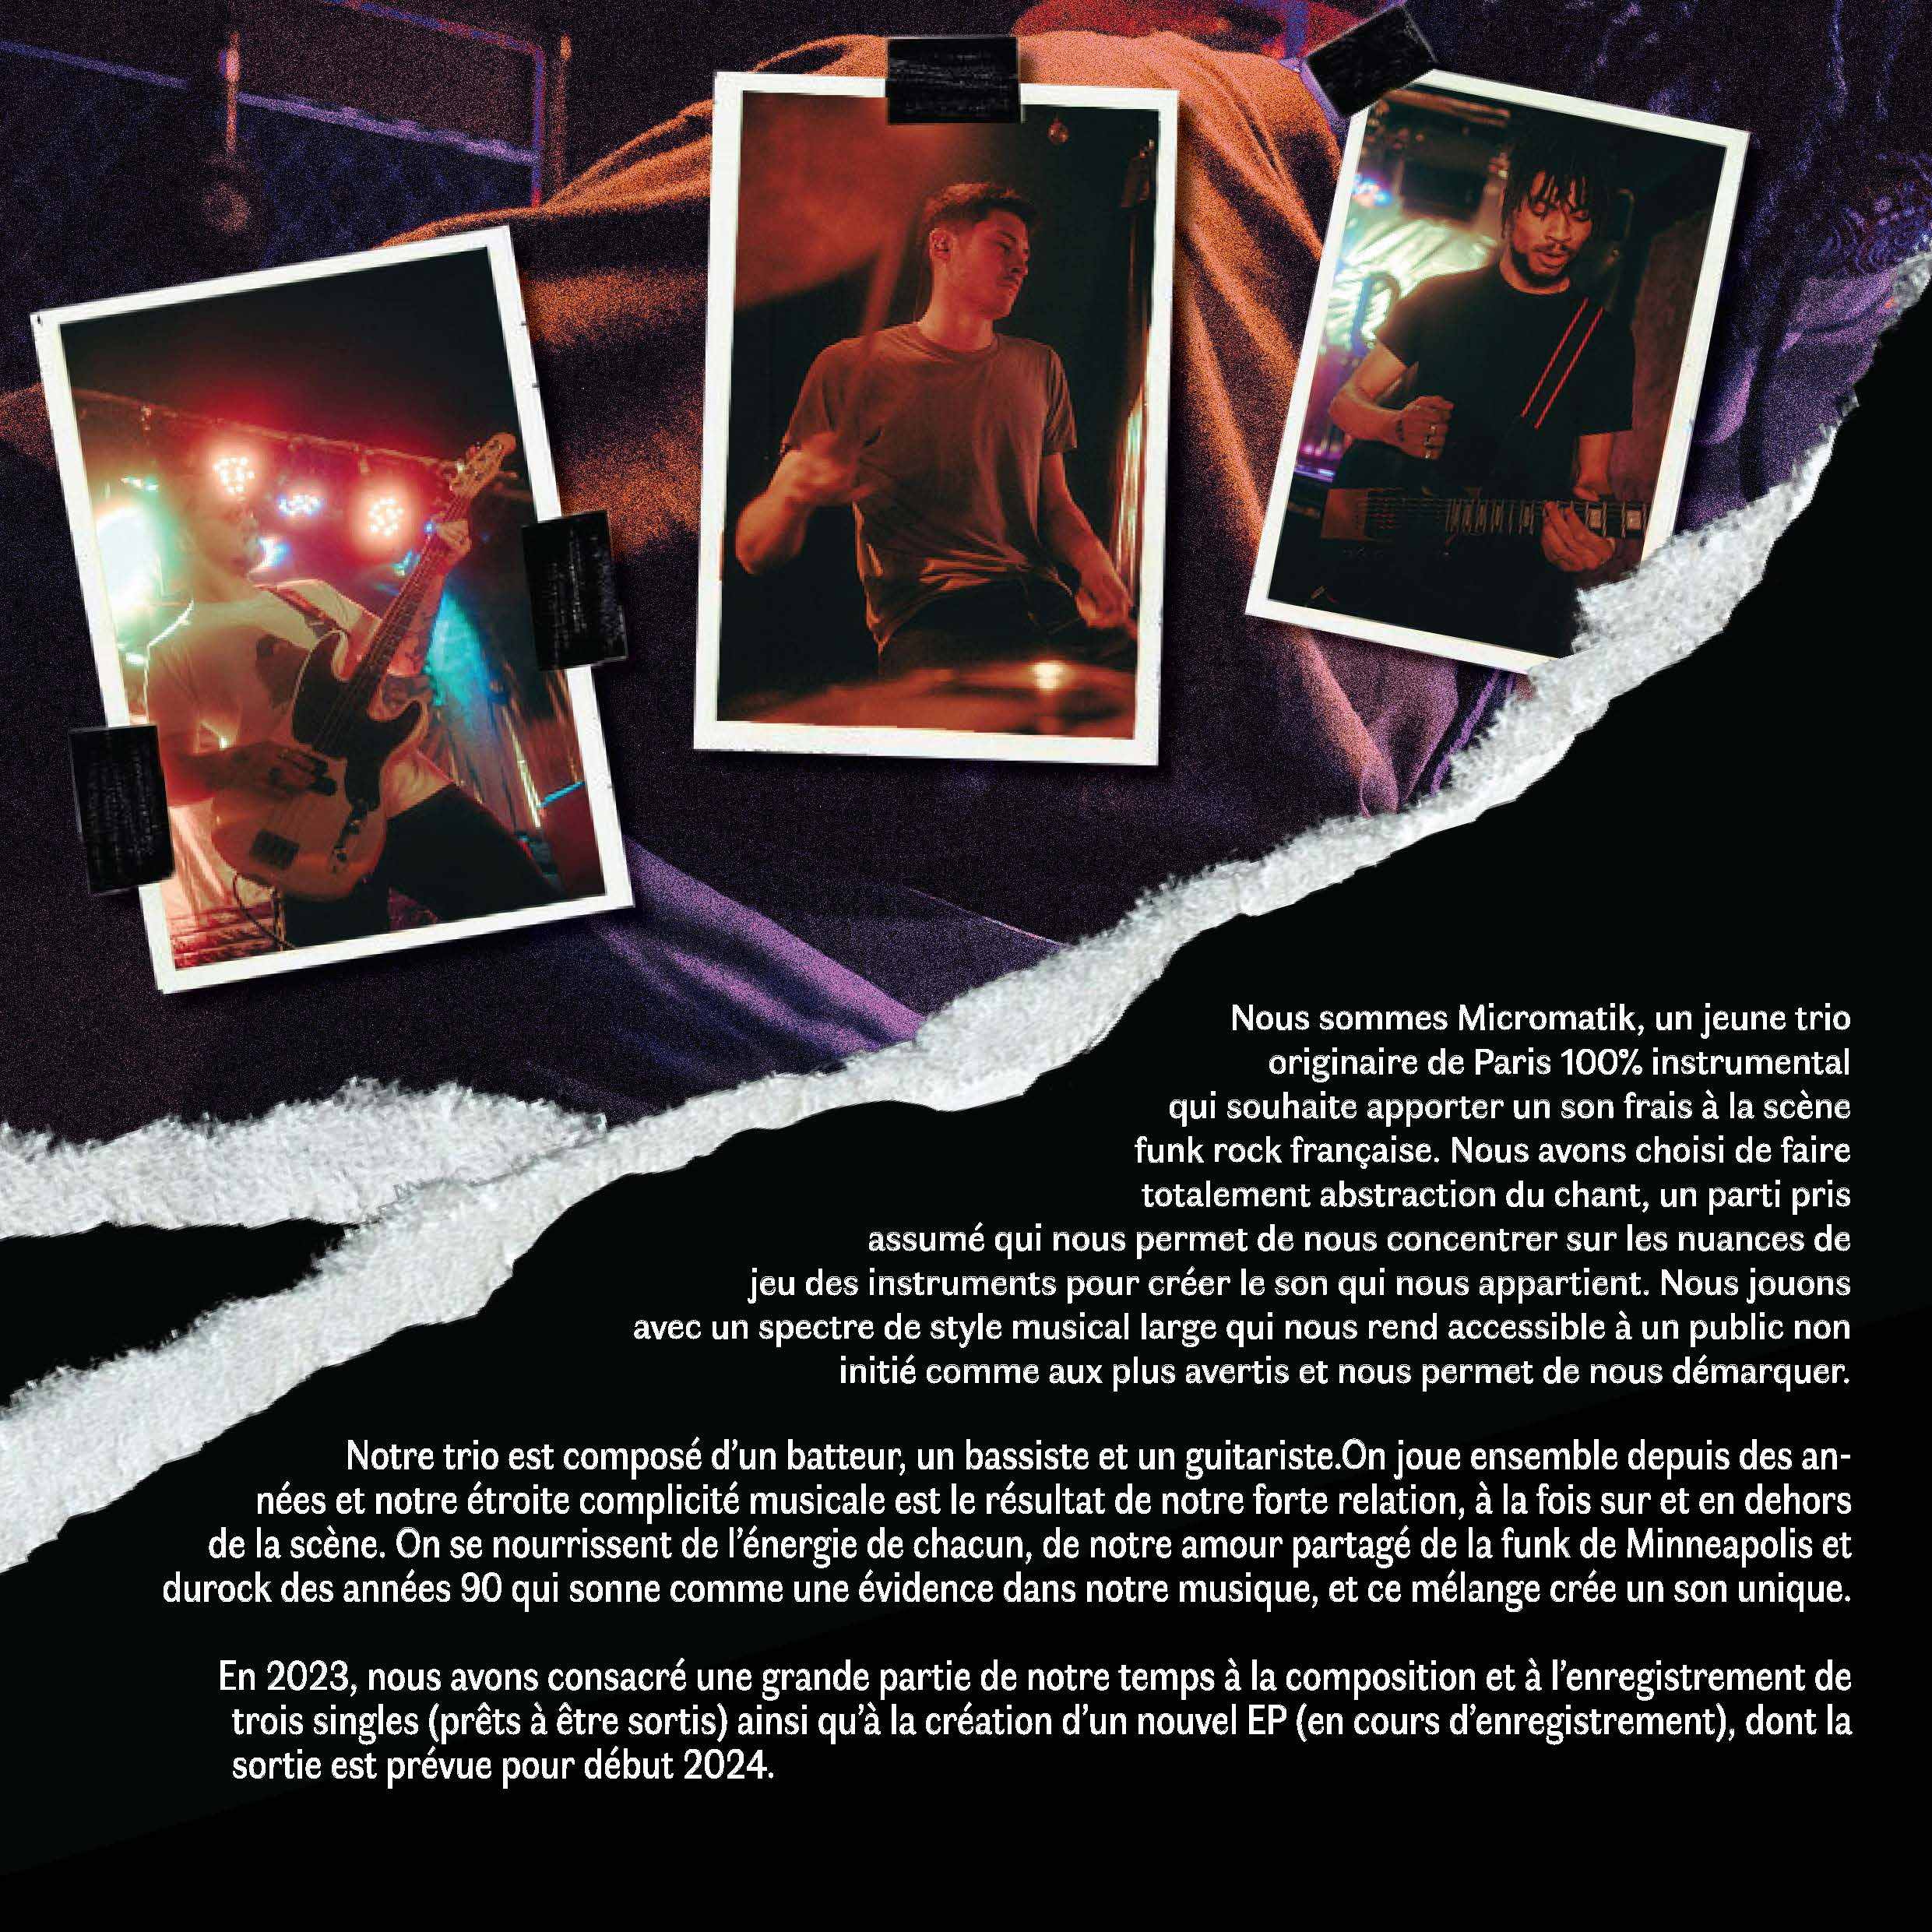 Nous sommes Micromatik, un jeune trio
originaire de Paris 100% instrumental
qui souhaite apporter un son frais à la scène
funk rock française. Nous avons choisi de faire
totalement abstraction du chant, un parti pris
assumé qui nous permet de nous concentrer sur les nuances de
jeu des instruments pour créer le son qui nous appartient. Nous jouons
avec un spectre de style musical large qui nous rend accessible à un public non
initié comme aux plus avertis et nous permet de nous démarquer.
Notre trio est composé d’un batteur, un bassiste et un guitariste.On joue ensemble depuis des an-
nées et notre étroite complicité musicale est le résultat de notre forte relation, à la fois sur et en dehors
de la scène. On se nourrissent de l’énergie de chacun, de notre amour partagé de la funk de Minneapolis et
durock des années 90 qui sonne comme une évidence dans notre musique, et ce mélange crée un son unique.
En 2023, nous avons consacré une grande partie de notre temps à la composition et à l’enregistrement de
trois singles (prêts à être sortis) ainsi qu’à la création d’un nouvel EP (en cours d’enregistrement), dont la
sortie est prévue pour début 2024.